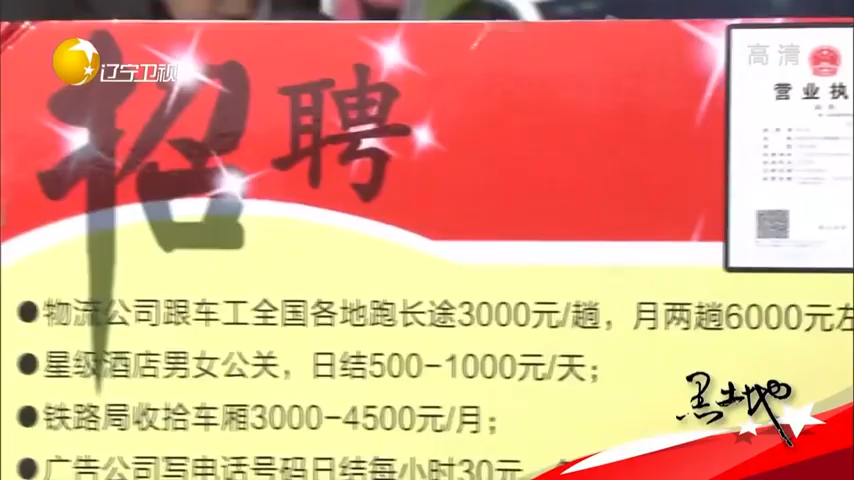 辽宁卫视
高清
招聘
营业执
●物流公司跟车工全国各地跑长途3000元/趟，月两趟6000元左
●星级酒店男女公关，日结500-1000元/天；
●铁路局收拾车厢3000-4500元/月；
●广告公司写电话号码日结每小时30元
黑土地